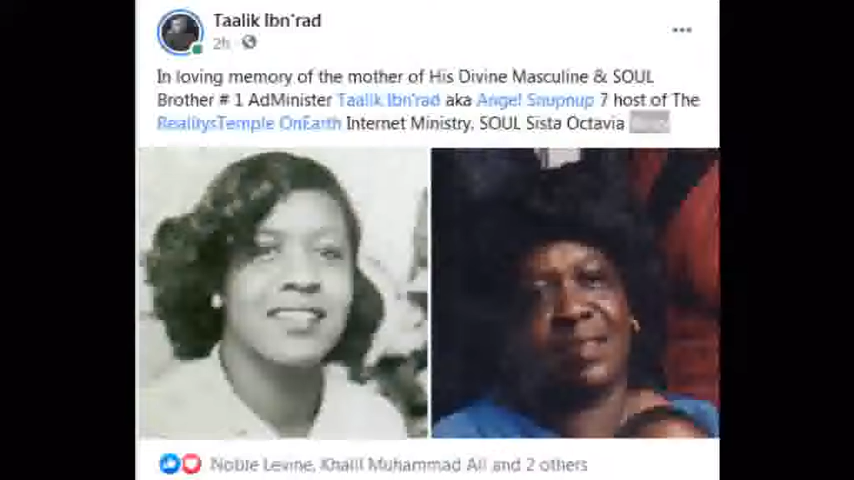 Taalik Ibn'rad
2h
In loving memory of the mother of His Divine Masculine & SOUL
Brother # 1 AdMinister Taalik Ibn'rad aka Angel Snupnup 7 host of The
RealitysTemple OnEarth Internet Ministry, SOUL Sista Octavia
Noble Levine, Khalil Muhammad Ali and 2 others